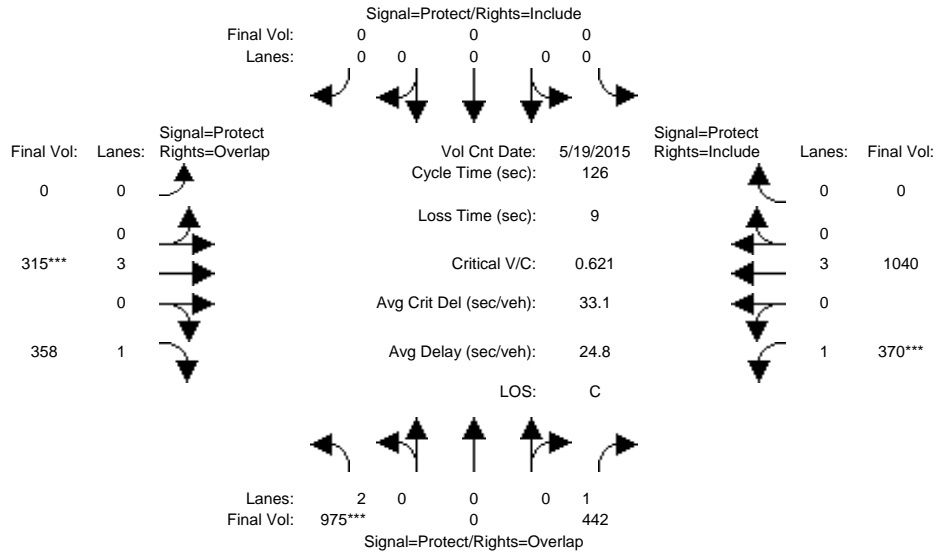 Signal=Protect/Rights=Include
Final Vol: 0 0 0
Lanes: 0 0 0 0 0
Signal=Protect
Final Vol: Lanes: Rights=Overlap
Vol Cnt Date: 5/19/2015
Signal=Protect
Rights=Include Lanes: Final Vol:
Cycle Time (sec): 126
0 0
0 0
Loss Time (sec): 9
0
0
315*** 3
Critical V/C: 0.621
3 1040
0
Avg Crit Del (sec/veh): 33.1
0
358 1
Avg Delay (sec/veh): 24.8
1 370***
LOS: C
Lanes: 2 0 0 0 1
Final Vol: 975*** 0 442
Signal=Protect/Rights=Overlap